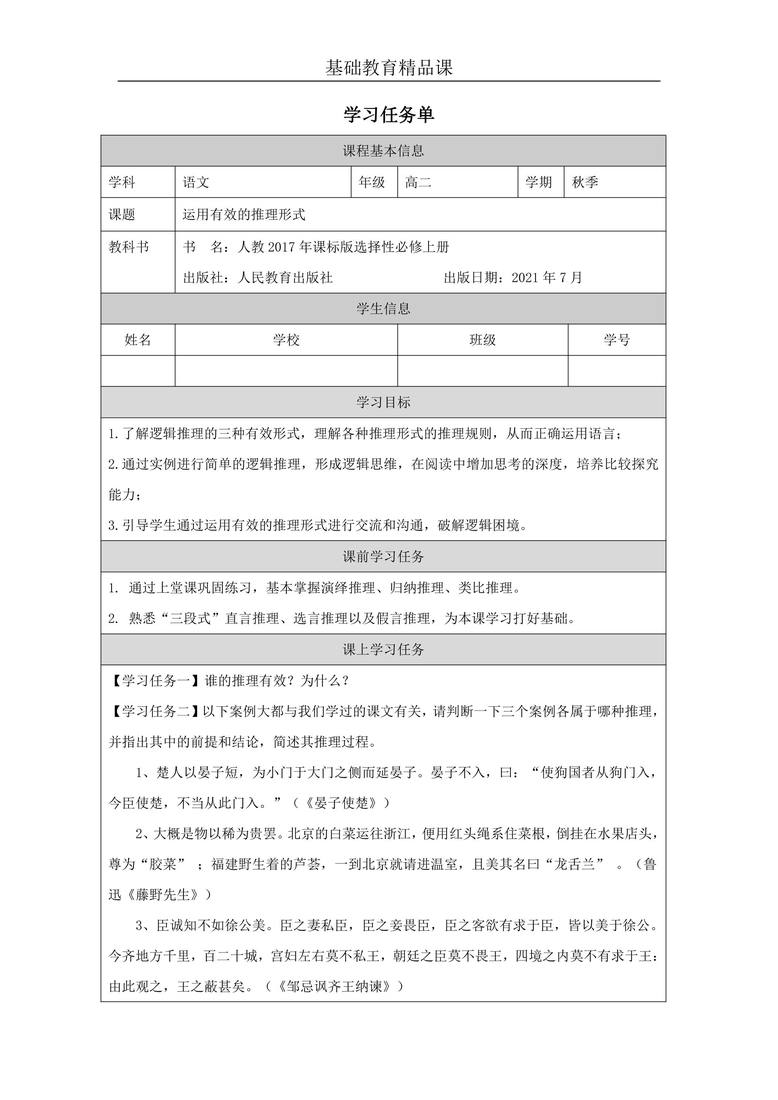 基础教育精品课
学习任务单
课程基本信息
学科 语文 年级 高二 学期 秋季
课题 运用有效的推理形式
教科书 书 名：人教 2017 年课标版选择性必修上册
出版社：人民教育出版社 出版日期：2021 年 7 月
学生信息
姓名 学校 班级 学号
学习目标
1.了解逻辑推理的三种有效形式，理解各种推理形式的推理规则，从而正确运用语言；
2.通过实例进行简单的逻辑推理，形成逻辑思维，在阅读中增加思考的深度，培养比较探究
能力；
3.引导学生通过运用有效的推理形式进行交流和沟通，破解逻辑困境。
课前学习任务
1. 通过上堂课巩固练习，基本掌握演绎推理、归纳推理、类比推理。
2. 熟悉“三段式”直言推理、选言推理以及假言推理，为本课学习打好基础。
课上学习任务
【学习任务一】谁的推理有效？为什么？
【学习任务二】以下案例大都与我们学过的课文有关，请判断一下三个案例各属于哪种推理，
并指出其中的前提和结论，简述其推理过程。
1、楚人以晏子短，为小门于大门之侧而延晏子。晏子不入，曰：“使狗国者从狗门入，
今臣使楚，不当从此门入。”（《晏子使楚》）
2、大概是物以稀为贵罢。北京的白菜运往浙江，便用红头绳系住菜根，倒挂在水果店头，
尊为“胶菜” ；福建野生着的芦荟，一到北京就请进温室，且美其名曰“龙舌兰” 。（鲁
迅《藤野先生》）
3、臣诚知不如徐公美。臣之妻私臣，臣之妾畏臣，臣之客欲有求于臣，皆以美于徐公。
今齐地方千里，百二十城，宫妇左右莫不私王，朝廷之臣莫不畏王，四境之内莫不有求于王：
由此观之，王之蔽甚矣。（《邹忌讽齐王纳谏》）